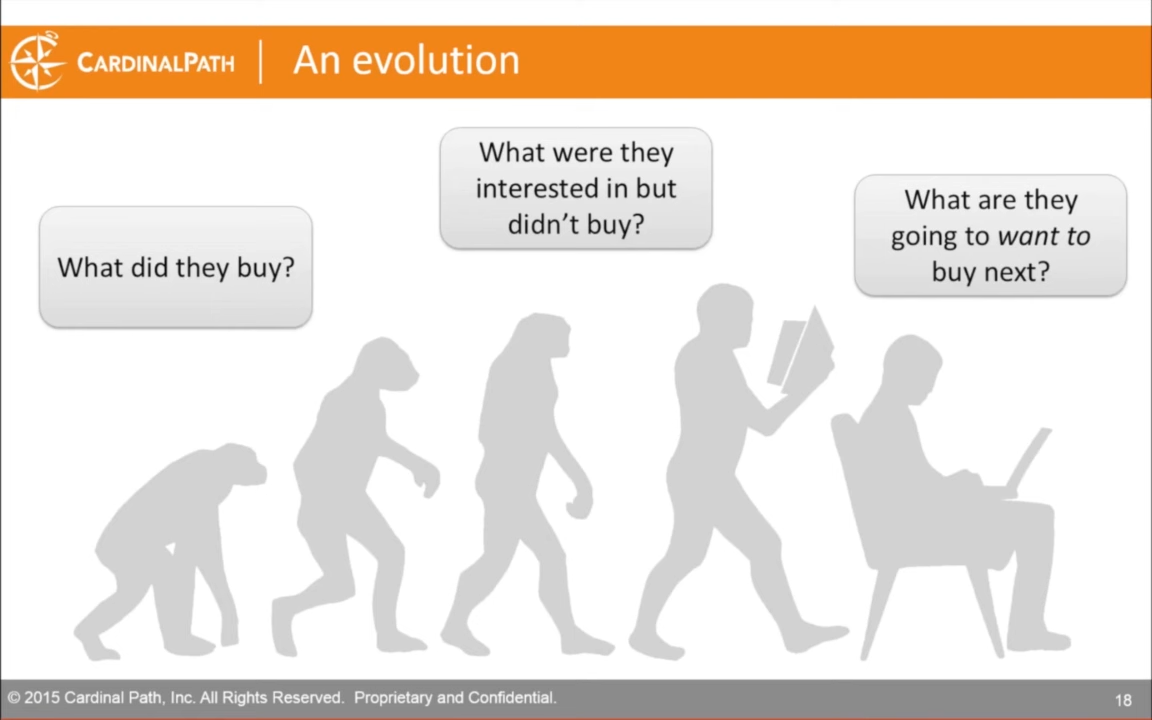 CARDINALPATH
An evolution
What did they buy?
What were they
interested in but
didn't buy?
What are they
going to want to
buy next?
© 2015 Cardinal Path, Inc. All Rights Reserved.  Proprietary and Confidential.
18